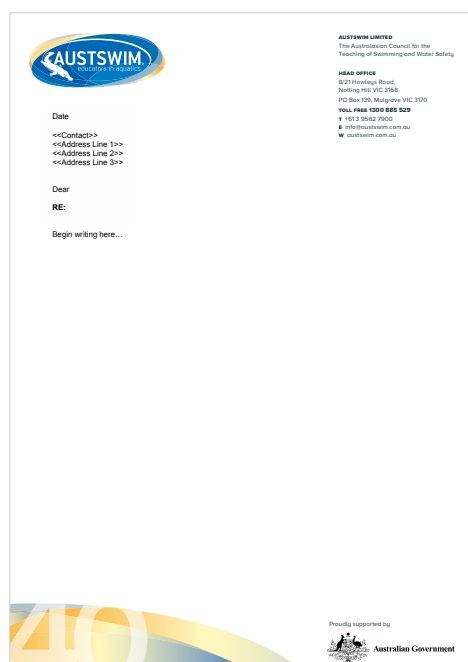 AUSTSWIM
educators in aquatics
AUSTSWIM LIMITED
The Australasian Council for the
Teaching of Swimming and Water Safety
HEAD OFFICE
8/21 Howleys Road,
Notting Hill VIC 3168
PO Box 139, Mulgrave VIC 3170
TOLL FREE 1300 885 529
T +61 3 9562 7900
E info@austswim.com.au
W austswim.com.au
Date
<<Contact>>
<<Address Line 1>>
<<Address Line 2>>
<<Address Line 3>>
Dear
RE:
Begin writing here…
40
Proudly supported by
Australian Government